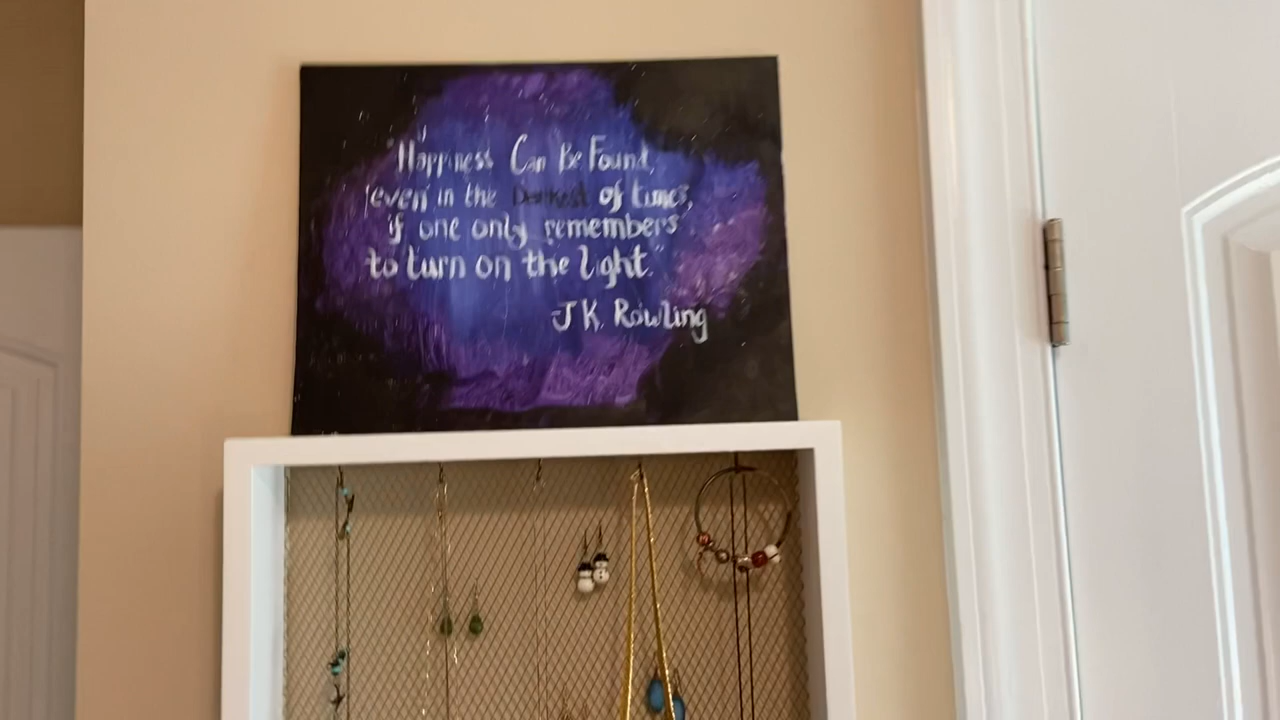 "Happiness Can Be Found,
even in the Darkest of times,
if one only remembers
to turn on the light."
J.K. Rowling